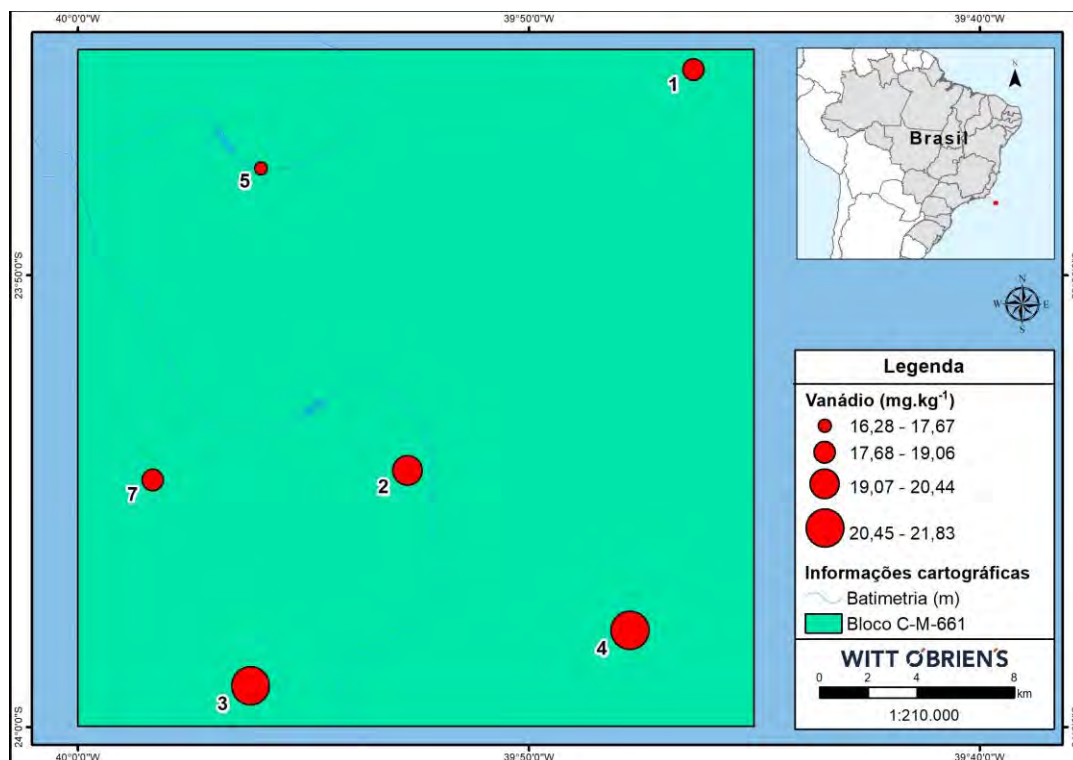 40°0'0"W
39°50'0"W
39°40'0"W
1
5
23°50'0"S
7
2
4
3
24°0'0"S
40°0'0"W
39°50'0"W
39°40'0"W
N
Brasil
N
W
E
S
Legenda
Vanádio (mg.kg⁻¹)
16,28 - 17,67
17,68 - 19,06
19,07 - 20,44
20,45 - 21,83
Informações cartográficas
Batimetria (m)
Bloco C-M-661
WITT O'BRIEN'S
0 2 4 8
km
1:210.000